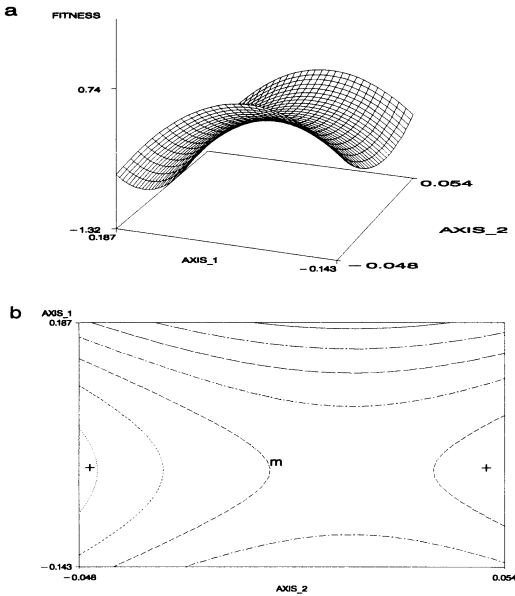 a
FITNESS
0.74
-1.32
0.187
AXIS_1
-0.143
-0.048
AXIS_2
0.054
b
AXIS_1
0.187
+
m
+
-0.143
-0.048
AXIS_2
0.054